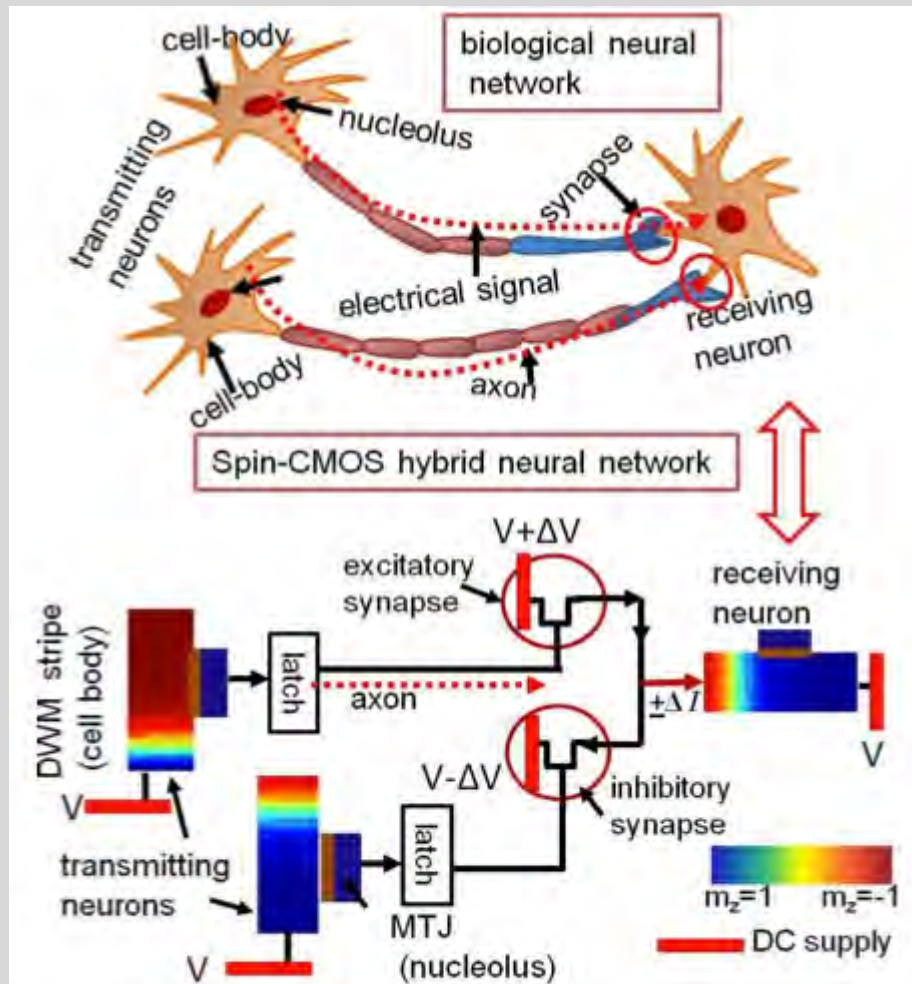 cell-body
biological neural
network
nucleolus
transmitting
neurons
synapse
electrical signal
receiving
neuron
cell-body
axon
Spin-CMOS hybrid neural network
V+ΔV
excitatory
synapse
receiving
neuron
DWM stripe
(cell body)
latch
axon
±ΔI
V
V-ΔV
inhibitory
synapse
V
transmitting
neurons
latch
MTJ
(nucleolus)
V
m_z=1
m_z=-1
DC supply